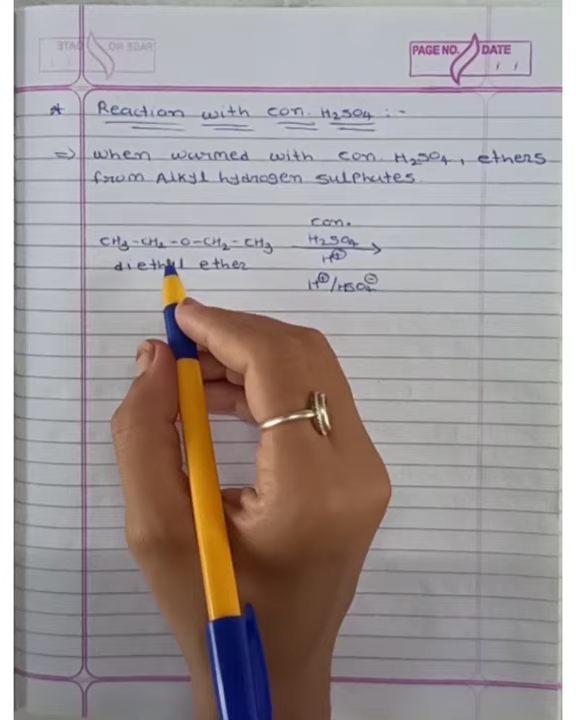 PAGE NO. DATE
* Reaction with con. H2SO4 :-
=> when warmed with con. H2SO4, ethers
from Alkyl hydrogen sulphates.
con.
CH3-CH2-O-CH2-CH3 H2SO4 →
H⊕
diethyl ether
H⊕/HSO4⊖